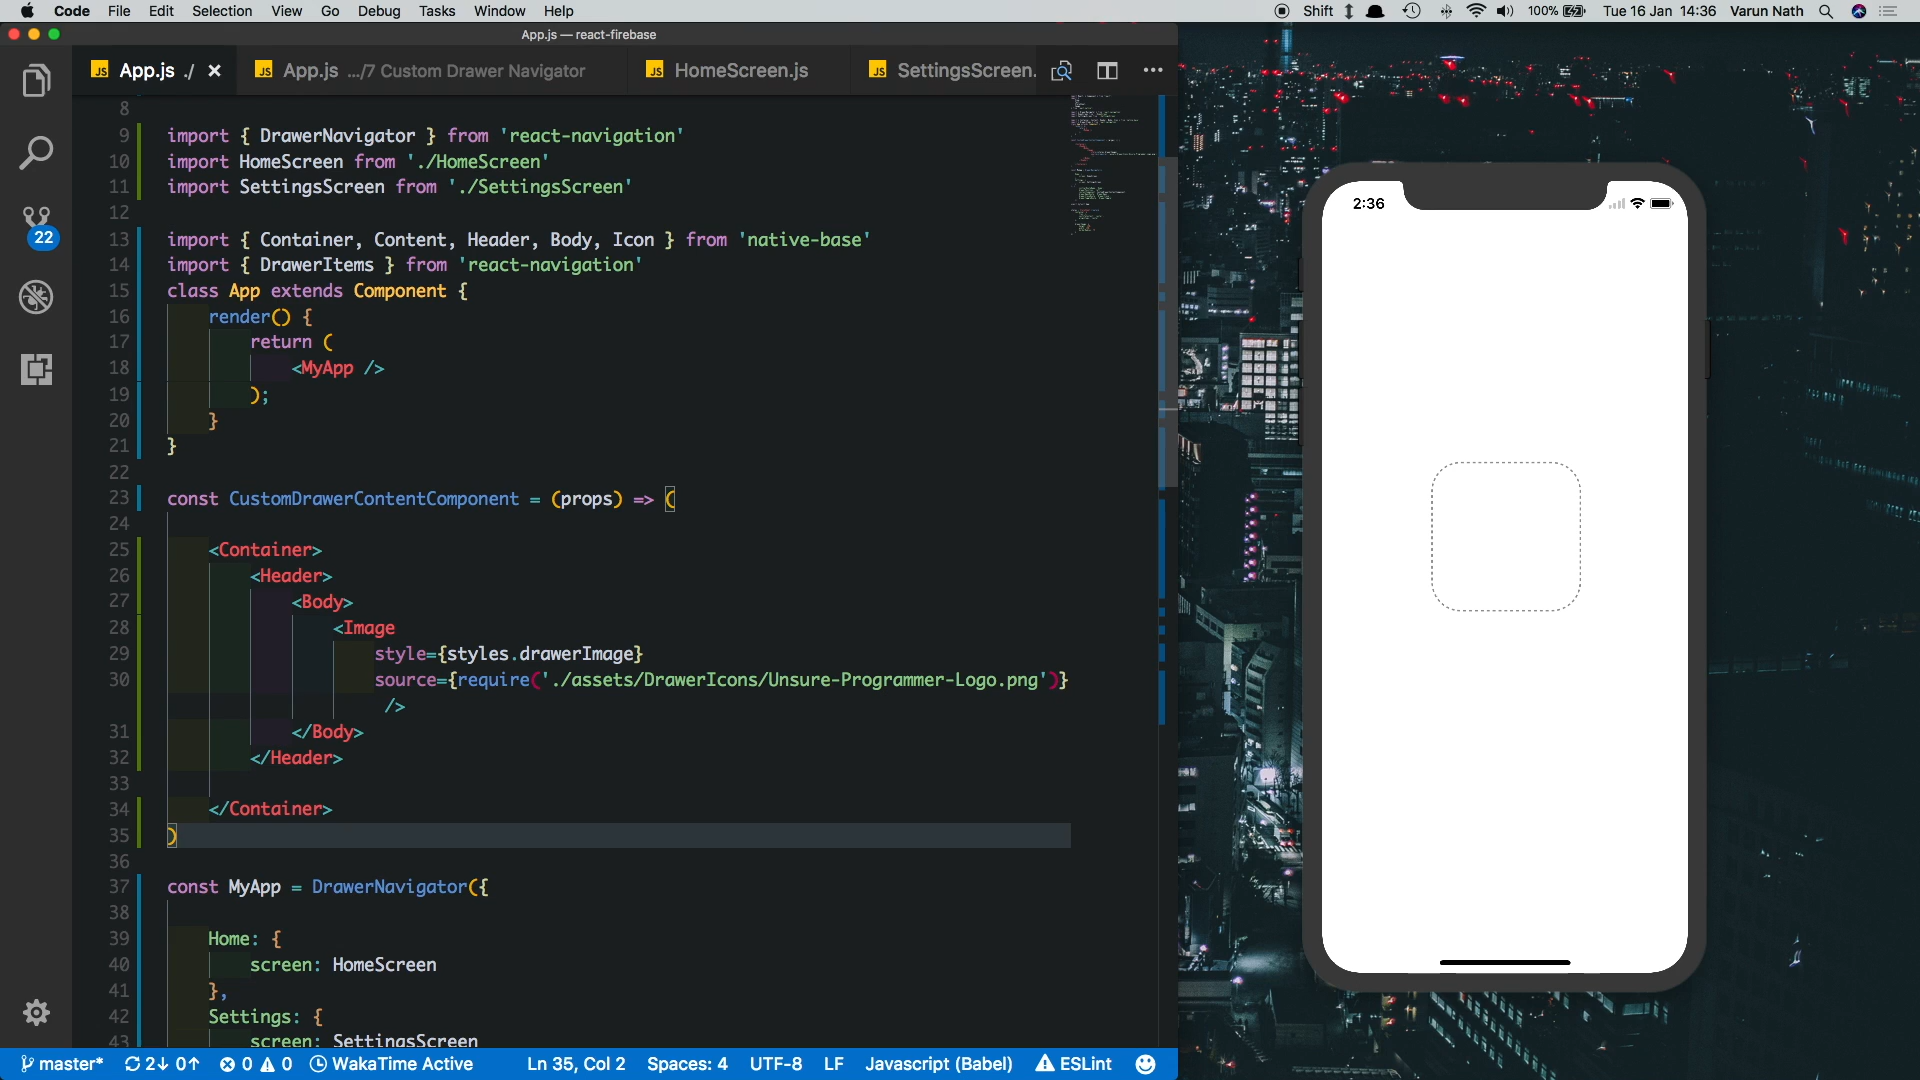 Code File Edit Selection View Go Debug Tasks Window Help Shift 100% Tue 16 Jan 14:36 Varun Nath
App.js — react-firebase
JS App.js ./ JS App.js .../7 Custom Drawer Navigator JS HomeScreen.js JS SettingsScreen.
8
9 import { DrawerNavigator } from 'react-navigation'
10 import HomeScreen from './HomeScreen'
11 import SettingsScreen from './SettingsScreen'
12
13 import { Container, Content, Header, Body, Icon } from 'native-base'
14 import { DrawerItems } from 'react-navigation'
15 class App extends Component {
16 render() {
17 return (
18 <MyApp />
19 );
20 }
21 }
22
23 const CustomDrawerContentComponent = (props) => (
24
25 <Container>
26 <Header>
27 <Body>
28 <Image
29 style={styles.drawerImage}
30 source={require('./assets/DrawerIcons/Unsure-Programmer-Logo.png')}
/>
31 </Body>
32 </Header>
33
34 </Container>
35 )
36
37 const MyApp = DrawerNavigator({
38
39 Home: {
40 screen: HomeScreen
41 },
42 Settings: {
43 screen: SettingsScreen
22
2:36
master* 2↓ 0↑ 0 0 WakaTime Active Ln 35, Col 2 Spaces: 4 UTF-8 LF Javascript (Babel) ESLint